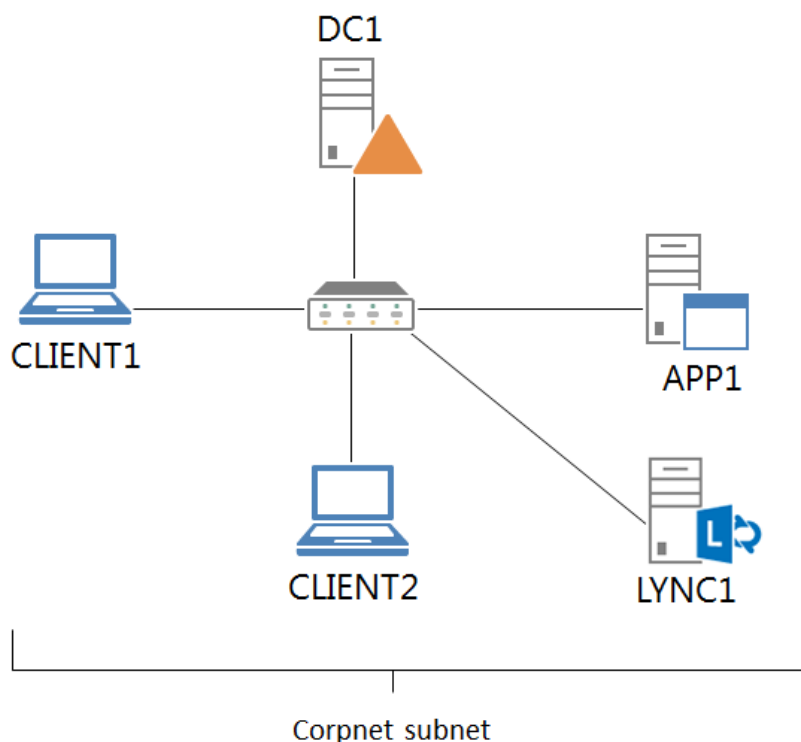 DC1
CLIENT1
APP1
L
CLIENT2
LYNC1
Corpnet subnet